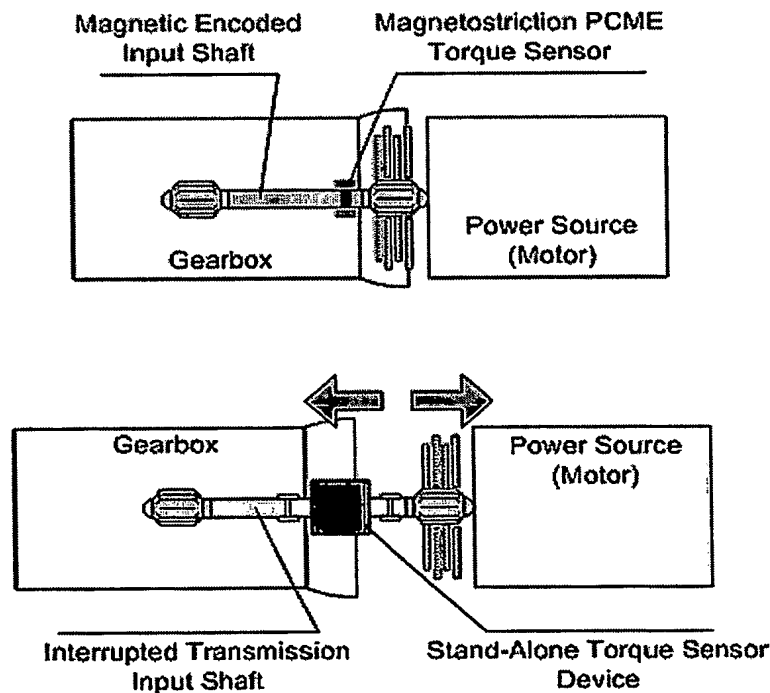 Magnetic Encoded
Input Shaft
Magnetostriction PCME
Torque Sensor
Gearbox
Power Source
(Motor)
Gearbox
Power Source
(Motor)
Interrupted Transmission
Input Shaft
Stand-Alone Torque Sensor
Device